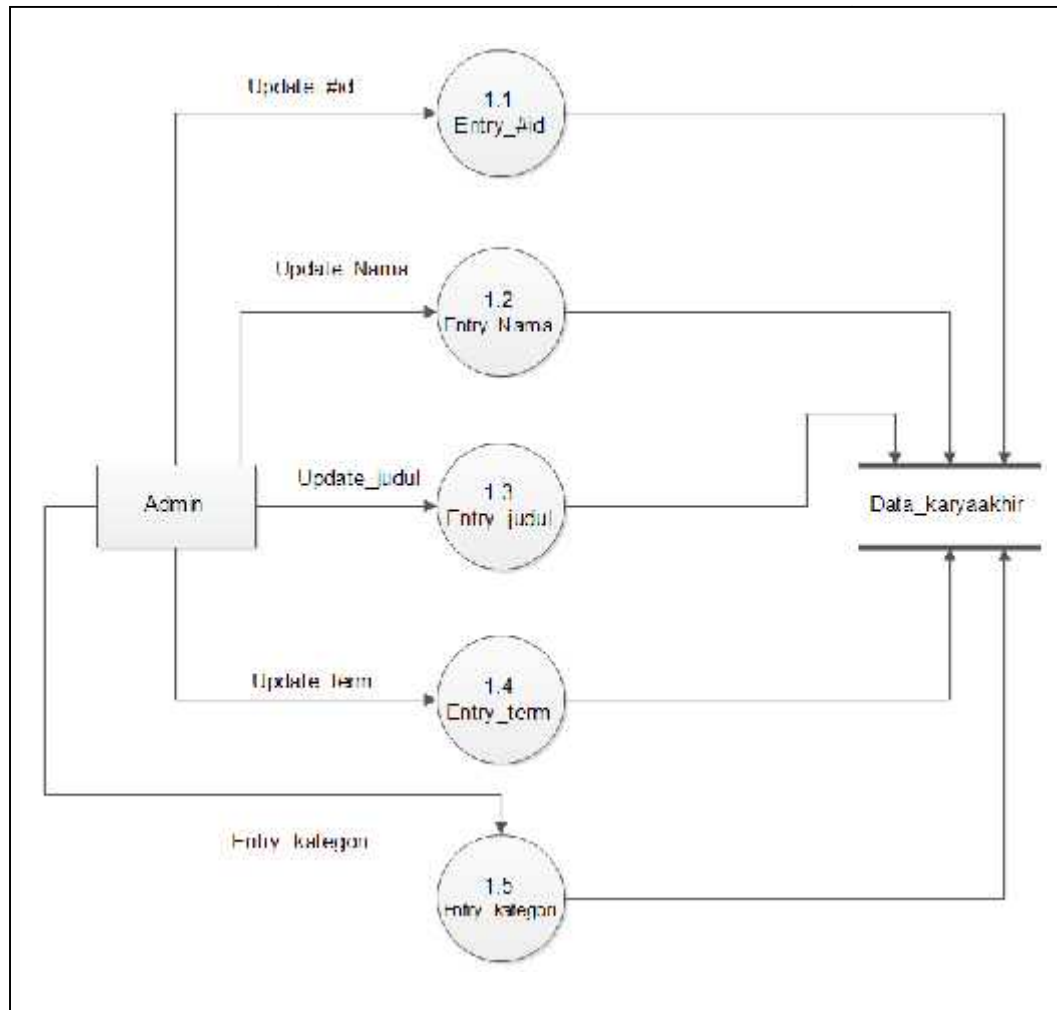 Update_#id
1.1
Entry_#id
Update_Nama
1.2
Entry_Nama
Update_judul
1.3
Entry_judul
Admin
Data_karyaakhir
Update_term
1.4
Entry_term
Entry_kategori
1.5
Entry_kategori